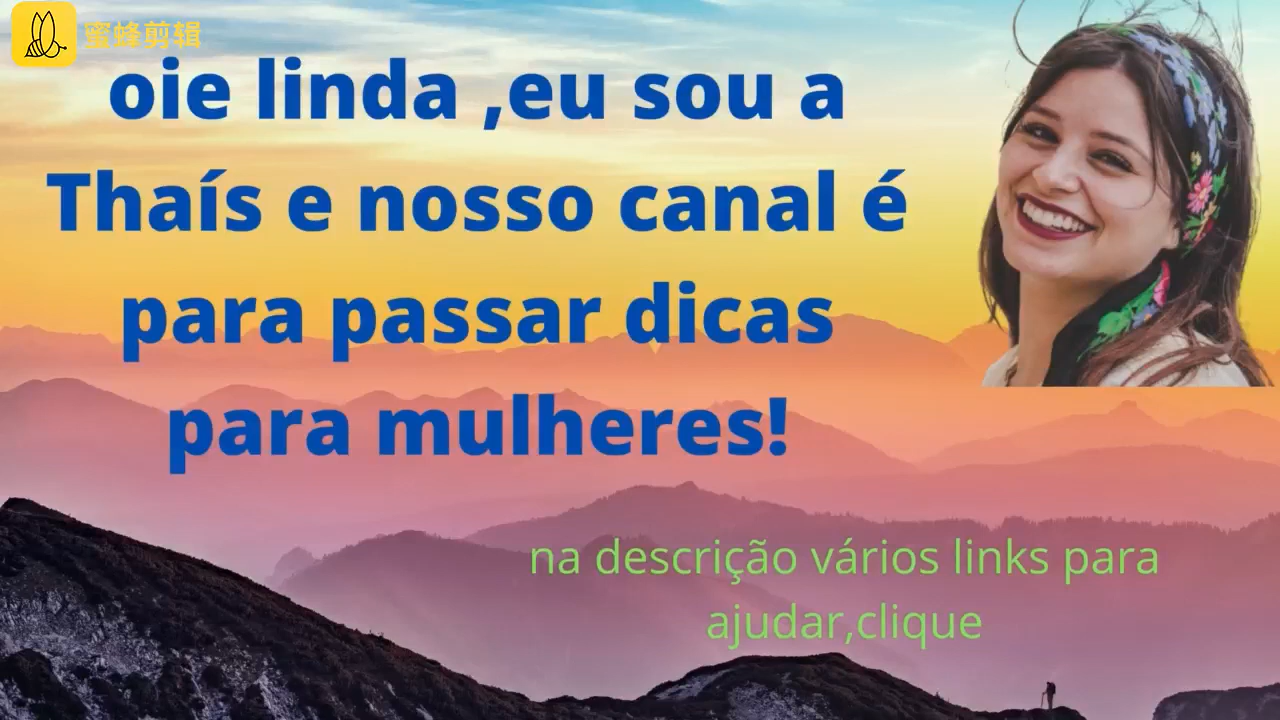 蜜蜂剪辑
oie linda ,eu sou a
Thaís e nosso canal é
para passar dicas
para mulheres!
na descrição vários links para
ajudar,clique